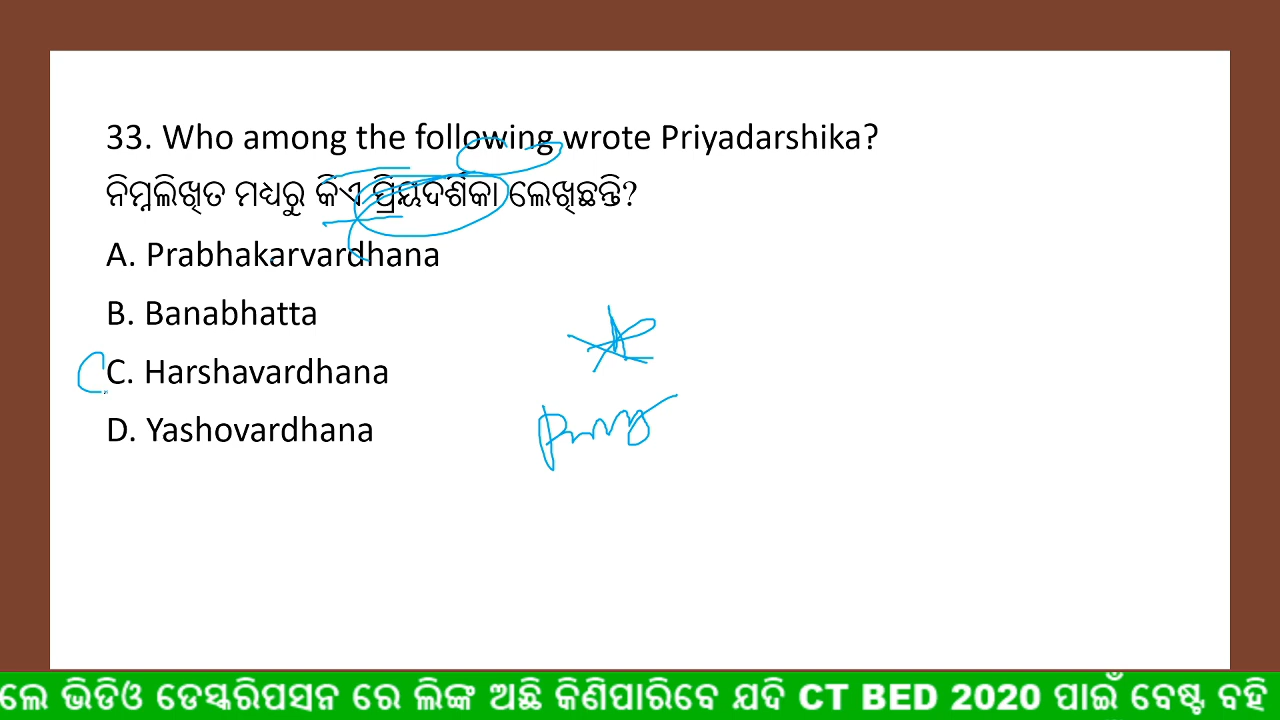 33. Who among the following wrote Priyadarshika?
ନିମ୍ନଲିଖିତ ମଧ୍ୟରୁ କିଏ ପ୍ରିୟଦର୍ଶିକା ଲେଖିଛନ୍ତି?
A. Prabhakarvardhana
B. Banabhatta
C. Harshavardhana
D. Yashovardhana
ଲେ ଭିଡିଓ ଡେସ୍କରିପସନ ରେ ଲିଙ୍କ ଅଛି କିଣିପାରିବେ ଯଦି CT BED 2020 ପାଇଁ ବେଷ୍ଟ ବହି